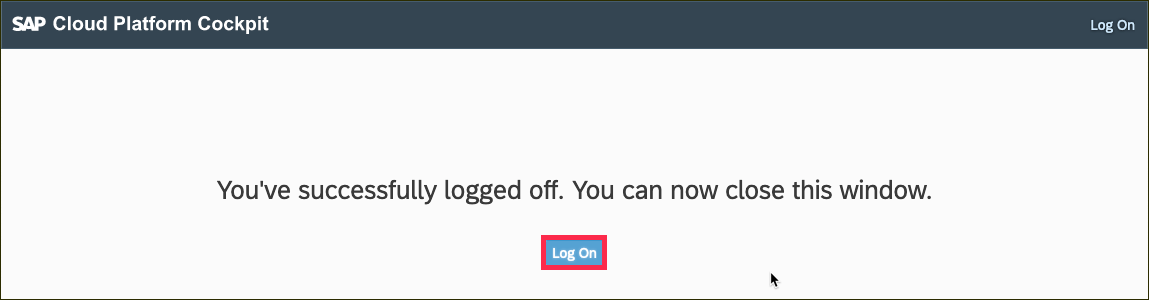 SAP Cloud Platform Cockpit
Log On
You've successfully logged off. You can now close this window.
Log On